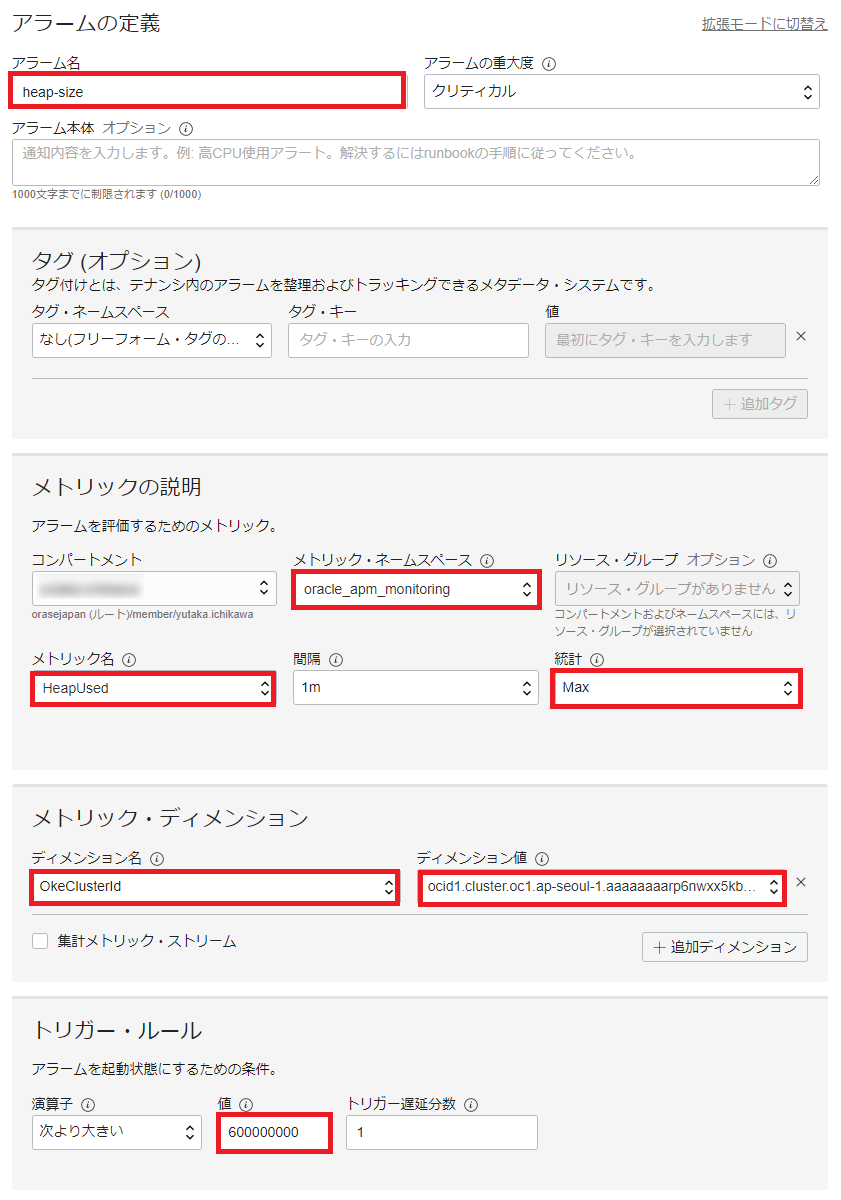 アラームの定義
拡張モードに切替え
アラーム名
アラームの重大度
heap-size
クリティカル
アラーム本体 オプション
通知内容を入力します。例: 高CPU使用アラート。解決するにはrunbookの手順に従ってください。
1000文字までに制限されます (0/1000)
タグ (オプション)
タグ付けとは、テナンシ内のアラームを整理およびトラッキングできるメタデータ・システムです。
タグ・ネームスペース
タグ・キー
値
なし(フリーフォーム・タグの...
タグ・キーの入力
最初にタグ・キーを入力します
+ 追加タグ
メトリックの説明
アラームを評価するためのメトリック。
コンパートメント
メトリック・ネームスペース
リソース・グループ オプション
oracle_apm_monitoring
リソース・グループがありません
orasejapan (ルート)/member/yutaka.ichikawa
コンパートメントおよびネームスペースには、リ
ソース・グループが選択されていません
メトリック名
間隔
統計
HeapUsed
1m
Max
メトリック・ディメンション
ディメンション名
ディメンション値
OkeClusterId
ocid1.cluster.oc1.ap-seoul-1.aaaaaaaarp6nwxx5kb...
集計メトリック・ストリーム
+ 追加ディメンション
トリガー・ルール
アラームを起動状態にするための条件。
演算子
値
トリガー遅延分数
次より大きい
600000000
1